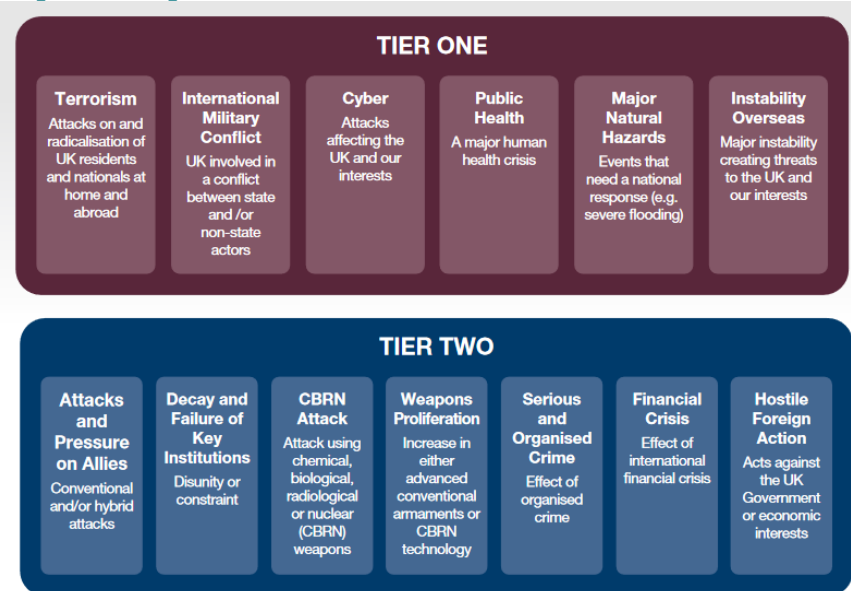 TIER ONE
Terrorism
Attacks on and
radicalisation of
UK residents
and nationals at
home and
abroad
International
Military
Conflict
UK involved in
a conflict
between state
and /or
non-state
actors
Cyber
Attacks
affecting the
UK and our
interests
Public
Health
A major human
health crisis
Major
Natural
Hazards
Events that
need a national
response (e.g.
severe flooding)
Instability
Overseas
Major instability
creating threats
to the UK and
our interests
TIER TWO
Attacks
and
Pressure
on Allies
Conventional
and/or hybrid
attacks
Decay and
Failure of
Key
Institutions
Disunity or
constraint
CBRN
Attack
Attack using
chemical,
biological,
radiological
or nuclear
(CBRN)
weapons
Weapons
Proliferation
Increase in
either
advanced
conventional
armaments or
CBRN
technology
Serious
and
Organised
Crime
Effect of
organised
crime
Financial
Crisis
Effect of
international
financial crisis
Hostile
Foreign
Action
Acts against
the UK
Government
or economic
interests